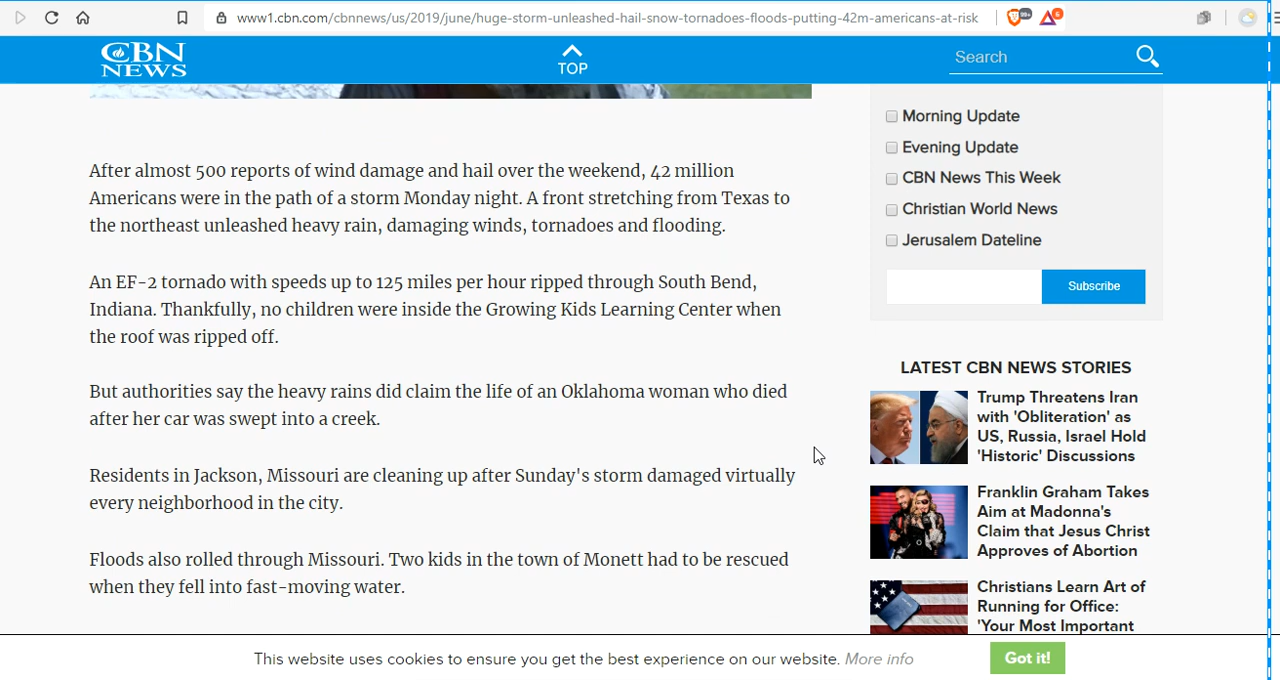 www1.cbn.com/cbnnews/us/2019/june/huge-storm-unleashed-hail-snow-tornadoes-floods-putting-42m-americans-at-risk
99+
6
CBN
NEWS
TOP
Search
After almost 500 reports of wind damage and hail over the weekend, 42 million
Americans were in the path of a storm Monday night. A front stretching from Texas to
the northeast unleashed heavy rain, damaging winds, tornadoes and flooding.
An EF-2 tornado with speeds up to 125 miles per hour ripped through South Bend,
Indiana. Thankfully, no children were inside the Growing Kids Learning Center when
the roof was ripped off.
But authorities say the heavy rains did claim the life of an Oklahoma woman who died
after her car was swept into a creek.
Residents in Jackson, Missouri are cleaning up after Sunday's storm damaged virtually
every neighborhood in the city.
Floods also rolled through Missouri. Two kids in the town of Monett had to be rescued
when they fell into fast-moving water.
Morning Update
Evening Update
CBN News This Week
Christian World News
Jerusalem Dateline
Subscribe
LATEST CBN NEWS STORIES
Trump Threatens Iran
with 'Obliteration' as
US, Russia, Israel Hold
'Historic' Discussions
Franklin Graham Takes
Aim at Madonna's
Claim that Jesus Christ
Approves of Abortion
Christians Learn Art of
Running for Office:
'Your Most Important
This website uses cookies to ensure you get the best experience on our website. More info
Got it!